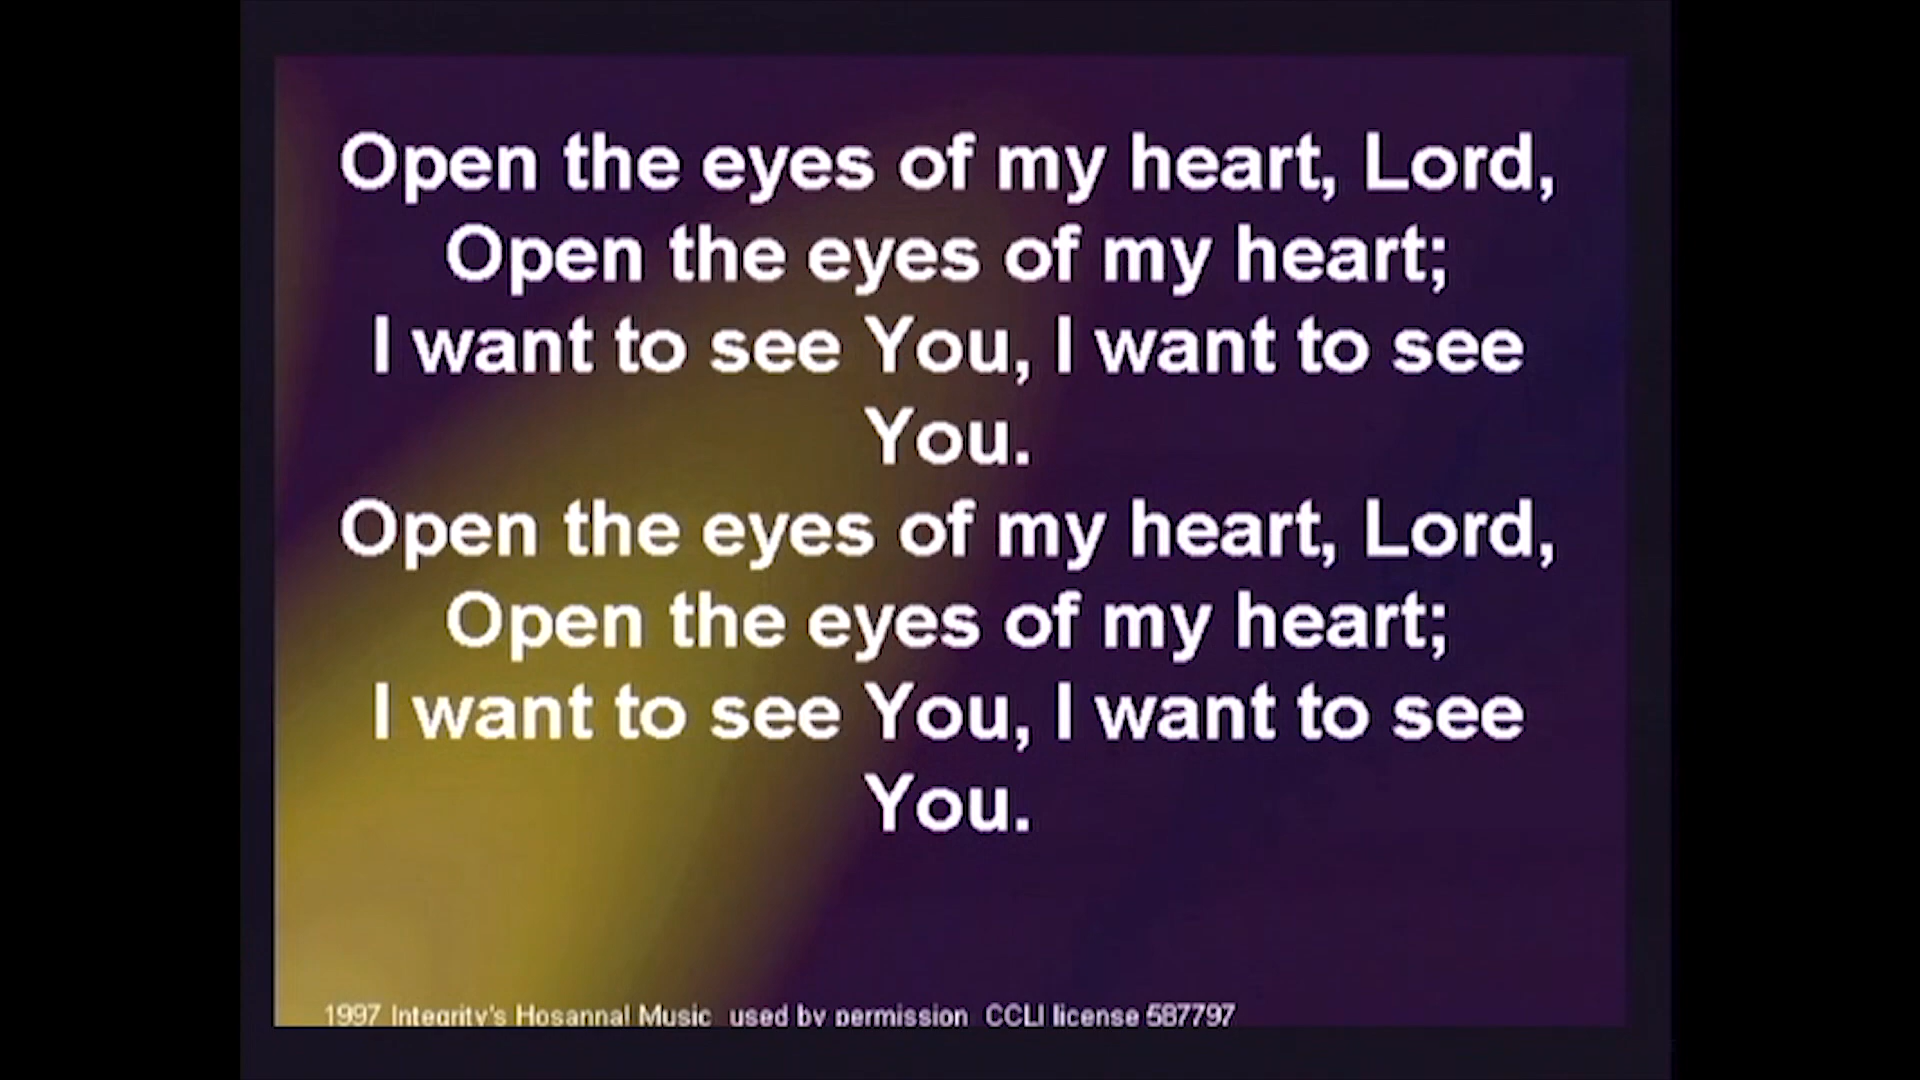 Open the eyes of my heart, Lord,
Open the eyes of my heart;
I want to see You, I want to see
You.
Open the eyes of my heart, Lord,
Open the eyes of my heart;
I want to see You, I want to see
You.
1997 Integrity's Hosanna! Music used by permission CCLI license 587797